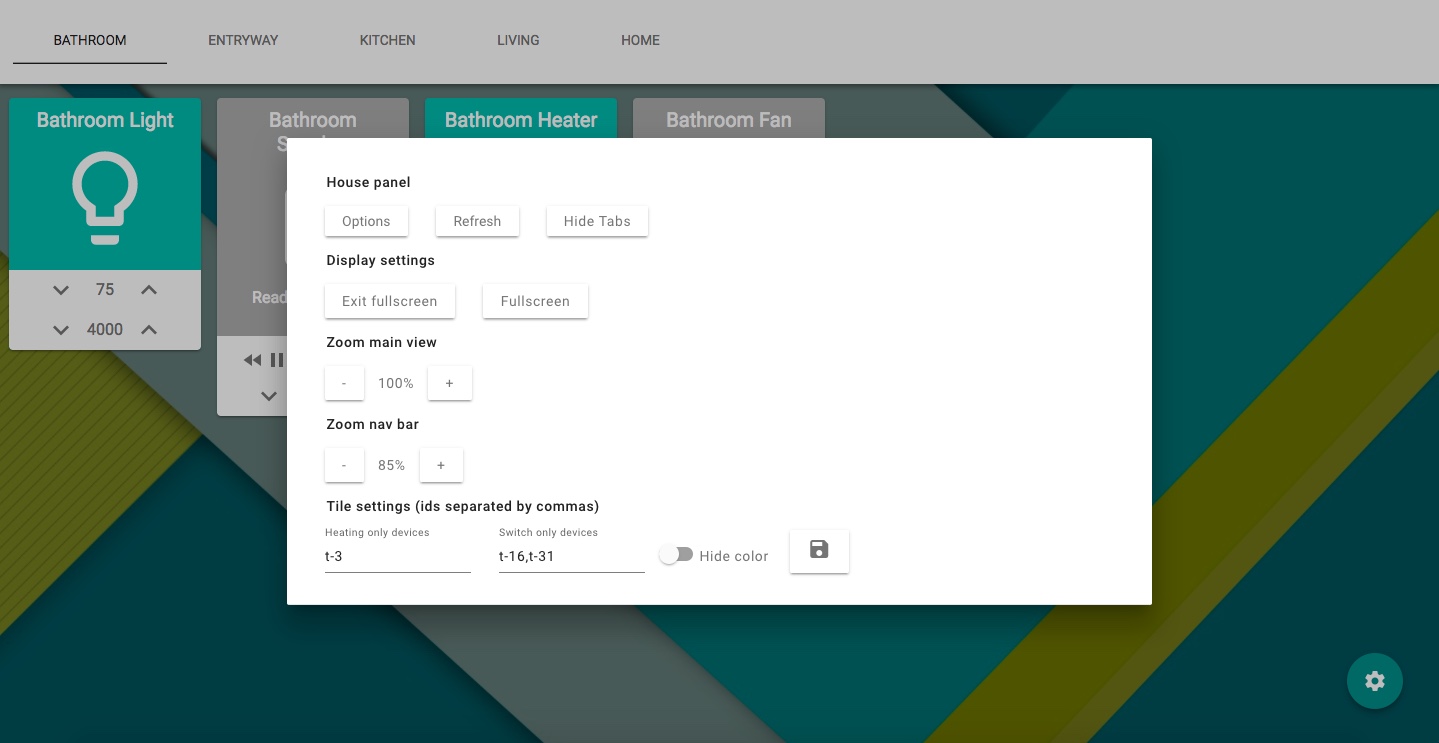 BATHROOM ENTRYWAY KITCHEN LIVING HOME
Bathroom Light
75
4000
Bathroom
Bathroom Heater
Bathroom Fan
Read
House panel
Options Refresh Hide Tabs
Display settings
Exit fullscreen Fullscreen
Zoom main view
- 100% +
Zoom nav bar
- 85% +
Tile settings (ids separated by commas)
Heating only devices Switch only devices
t-3 t-16,t-31 Hide color